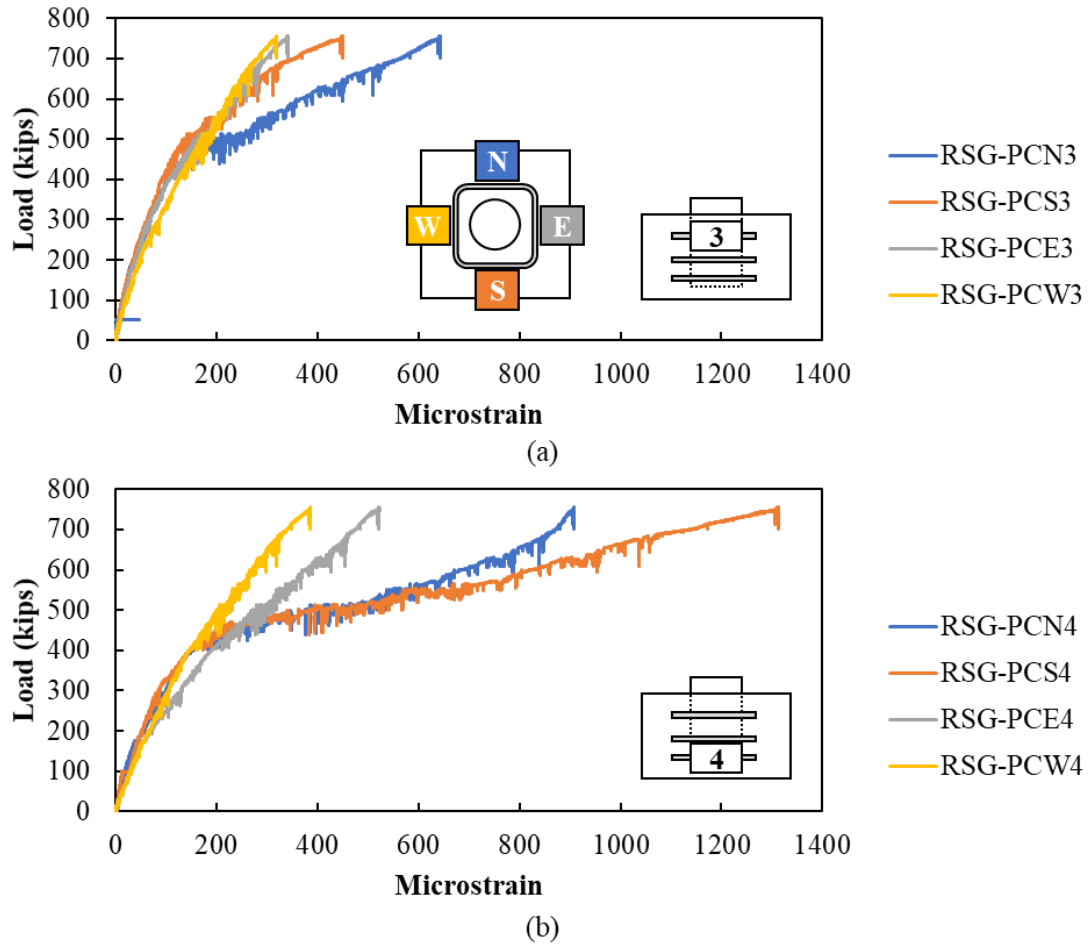 800
700
600
500
400
300
200
100
0
Load (kips)
0 200 400 600 800 1000 1200 1400
Microstrain
N
W E
S
3
RSG-PCN3
RSG-PCS3
RSG-PCE3
RSG-PCW3
(a)
800
700
600
500
400
300
200
100
0
Load (kips)
0 200 400 600 800 1000 1200 1400
Microstrain
4
RSG-PCN4
RSG-PCS4
RSG-PCE4
RSG-PCW4
(b)